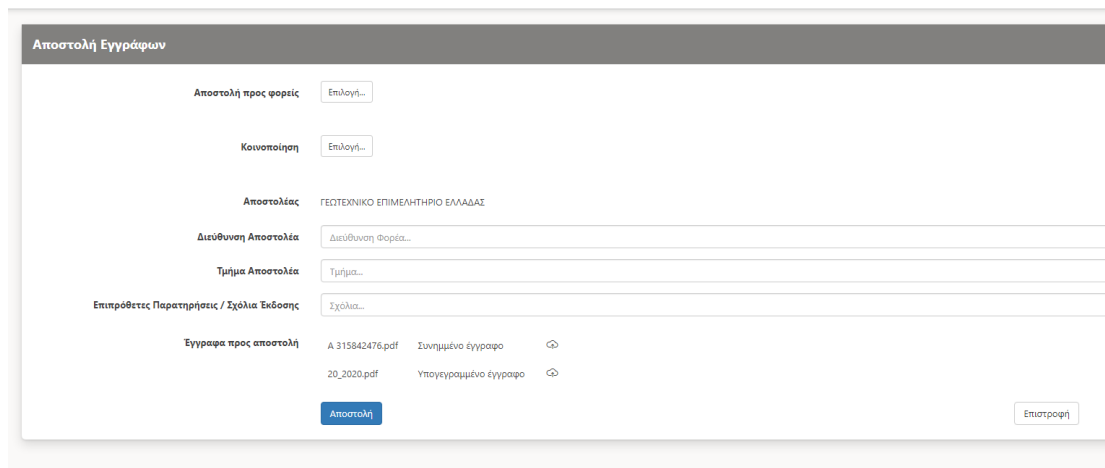 Αποστολή Εγγράφων
Αποστολή προς φορείς Επιλογή...
Κοινοποίηση Επιλογή...
Αποστολέας ΓΕΩΤΕΧΝΙΚΟ ΕΠΙΜΕΛΗΤΗΡΙΟ ΕΛΛΑΔΑΣ
Διεύθυνση Αποστολέα Διεύθυνση Φορέα...
Τμήμα Αποστολέα Τμήμα...
Επιπρόθετες Παρατηρήσεις / Σχόλια Έκδοσης Σχόλια...
Έγγραφα προς αποστολή Α 315842476.pdf Συνημμένο έγγραφο
20_2020.pdf Υπογεγραμμένο έγγραφο
Αποστολή Επιστροφή